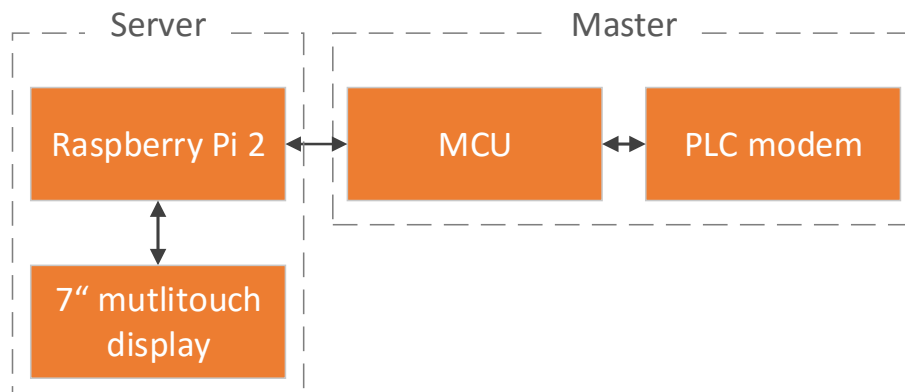 Server
Master
Raspberry Pi 2
MCU
PLC modem
7“ mutlitouch
display